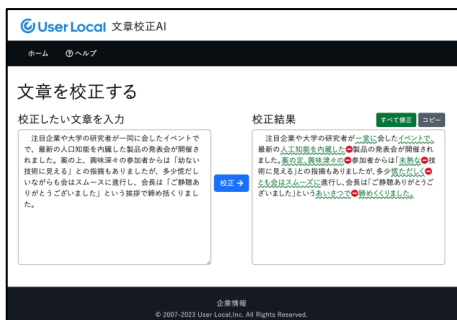 User Local 文章校正AI
ホーム ?ヘルプ
文章を校正する
校正したい文章を入力
注目企業や大学の研究者が一同に会したイベントで
で、最新の人口知能を内臓した製品の発表会が開催さ
れました。案の上、興味深々の参加者からは「幼ない
技術に見える」との指摘もありましたが、多少慌だし
いながらも会はスムースに進行し、会長は「ご静聴あ
りがとうございました」という挨拶で締め括くりまし
た。
校正 →
校正結果
すべて修正 コピー
注目企業や大学の研究者が一堂に会したイベントで、
最新の人工知能を内蔵した製品の発表会が開催され
ました。案の定、興味津々の参加者からは「未熟な技
術に見える」との指摘もありましたが、多少慌ただしく
とも会はスムーズに進行し、会長は「ご静聴ありがとうご
ざいました」というあいさつで締めくくりました。
企業情報
© 2007-2023 User Local,Inc. All Rights Reserved.